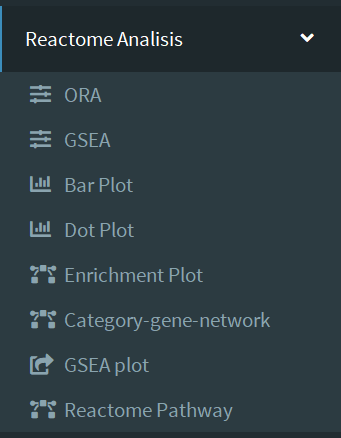 Reactome Analisis
ORA
GSEA
Bar Plot
Dot Plot
Enrichment Plot
Category-gene-network
GSEA plot
Reactome Pathway